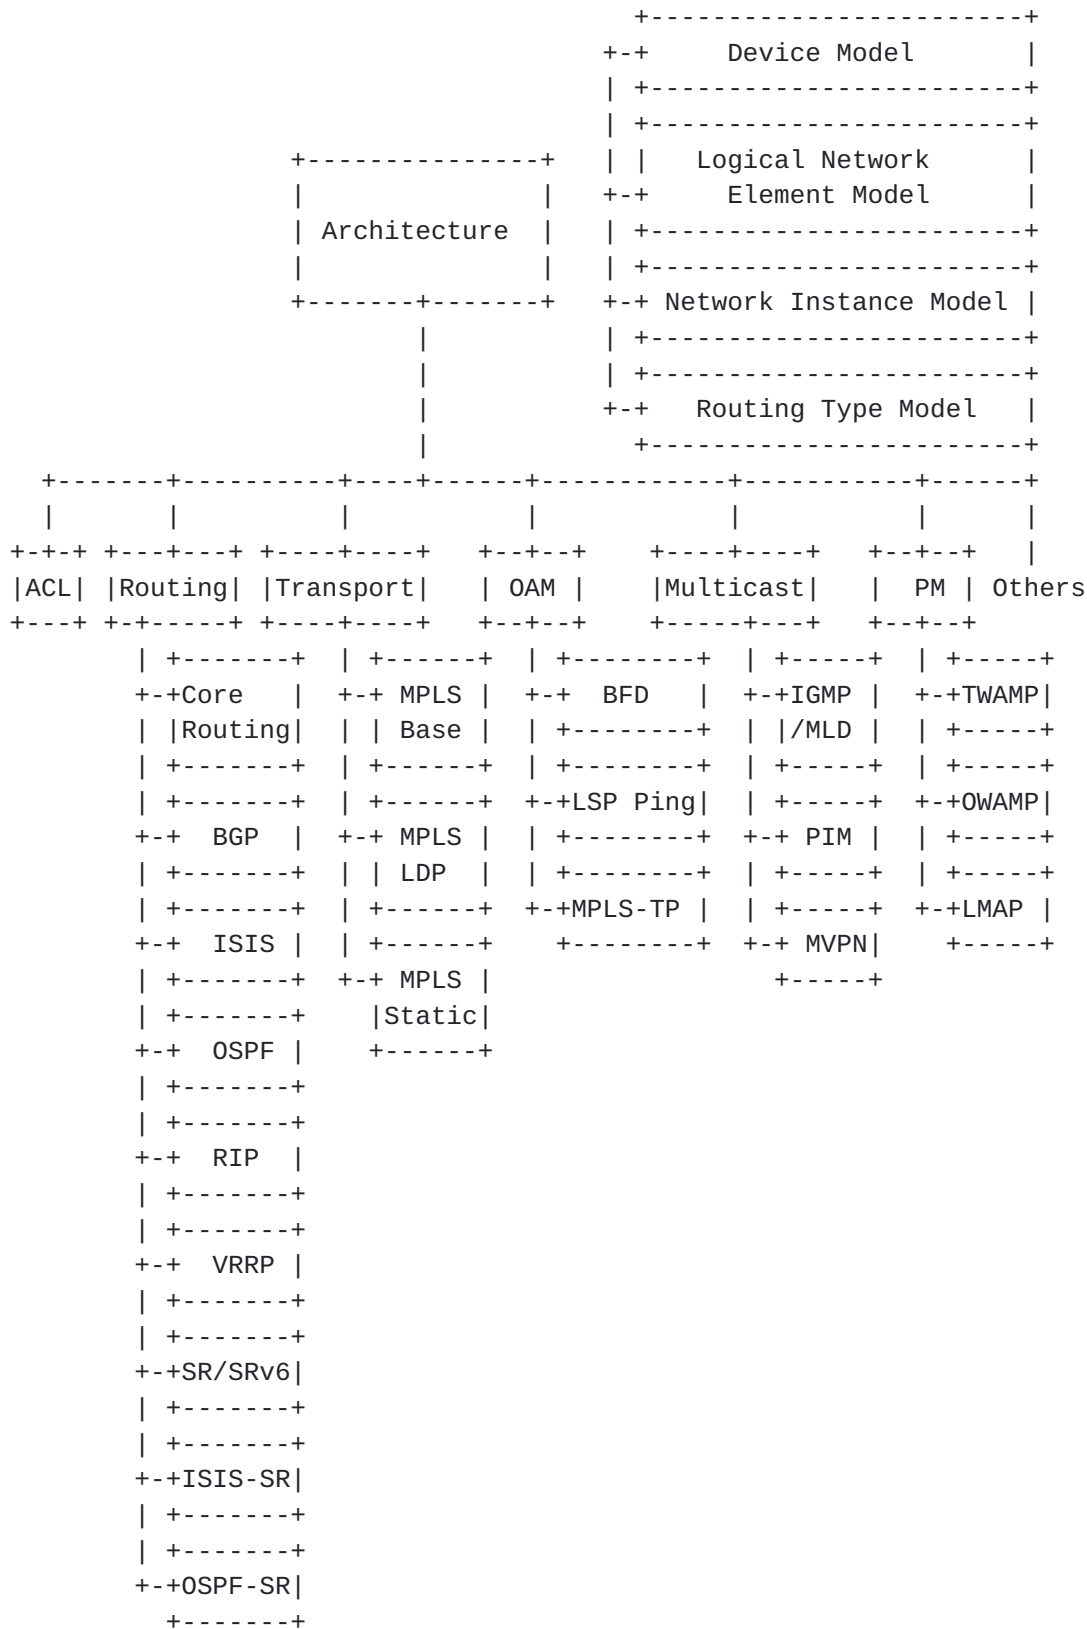 +------------------------+
                                      +-+     Device Model       |
                                      | +------------------------+
                                      | +------------------------+
                  +---------------+   | |   Logical Network      |
                  |               |   +-+     Element Model      |
                  | Architecture  |   | +------------------------+
                  |               |   | +------------------------+
                  +-------+-------+   +-+ Network Instance Model |
                          |           | +------------------------+
                          |           | +------------------------+
                          |           +-+   Routing Type Model   |
                          |             +------------------------+
  +-------+----------+----+------+------------+-----------+------+
  |       |          |           |            |           |      |
+-+-+ +---+---+ +----+----+   +--+--+    +----+----+   +--+--+   |
|ACL| |Routing| |Transport|   | OAM |    |Multicast|   |  PM | Others
+---+ +-+-----+ +----+----+   +--+--+    +-----+---+   +--+--+
        | +-------+  | +------+  | +--------+  | +-----+  | +-----+
        +-+Core   |  +-+ MPLS |  +-+  BFD   |  +-+IGMP |  +-+TWAMP|
        | |Routing|  | | Base |  | +--------+  | |/MLD |  | +-----+
        | +-------+  | +------+  | +--------+  | +-----+  | +-----+
        | +-------+  | +------+  +-+LSP Ping|  | +-----+  +-+OWAMP|
        +-+  BGP  |  +-+ MPLS |  | +--------+  +-+ PIM |  | +-----+
        | +-------+  | | LDP  |  | +--------+  | +-----+  | +-----+
        | +-------+  | +------+  +-+MPLS-TP |  | +-----+  +-+LMAP |
        +-+  ISIS |  | +------+    +--------+  +-+ MVPN|    +-----+
        | +-------+  +-+ MPLS |                  +-----+
        | +-------+    |Static|
        +-+  OSPF |    +------+
        | +-------+
        | +-------+
        +-+  RIP  |
        | +-------+
        | +-------+
        +-+  VRRP |
        | +-------+
        | +-------+
        +-+SR/SRv6|
        | +-------+
        | +-------+
        +-+ISIS-SR|
        | +-------+
        | +-------+
        +-+OSPF-SR|
          +-------+